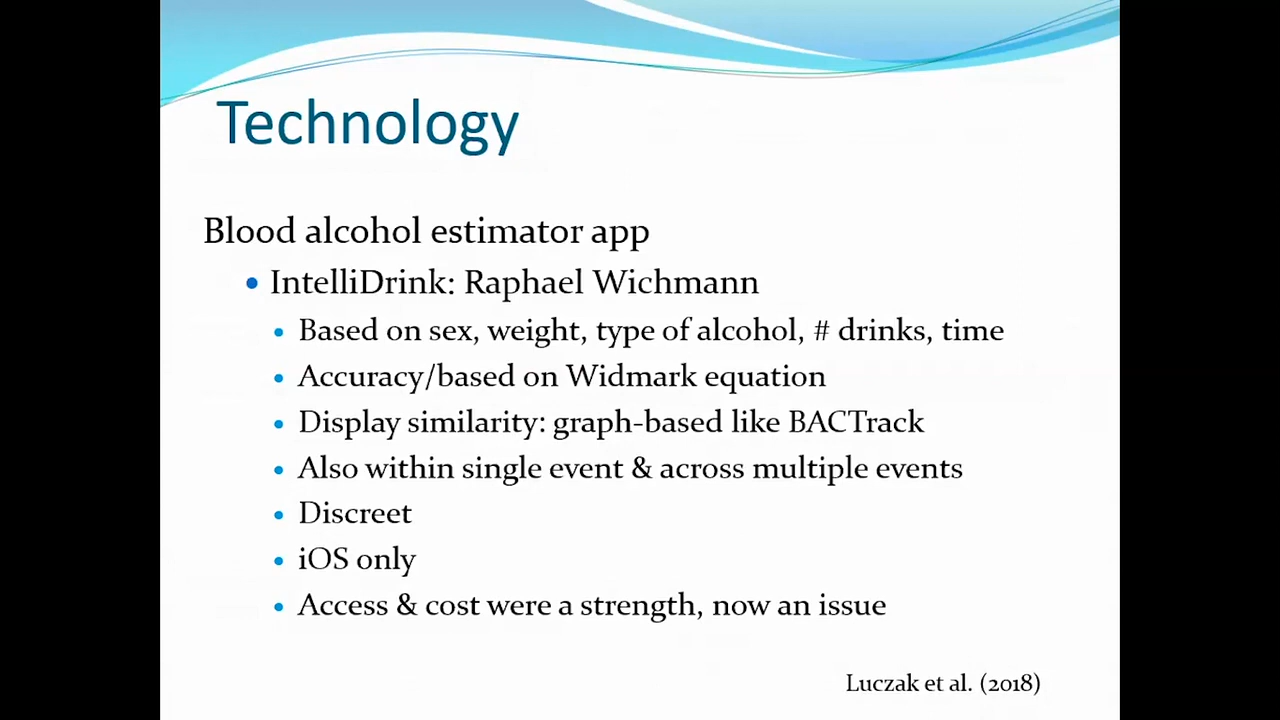 Technology
Blood alcohol estimator app
• IntelliDrink: Raphael Wichmann
• Based on sex, weight, type of alcohol, # drinks, time
• Accuracy/based on Widmark equation
• Display similarity: graph-based like BACTrack
• Also within single event & across multiple events
• Discreet
• iOS only
• Access & cost were a strength, now an issue
Luczak et al. (2018)